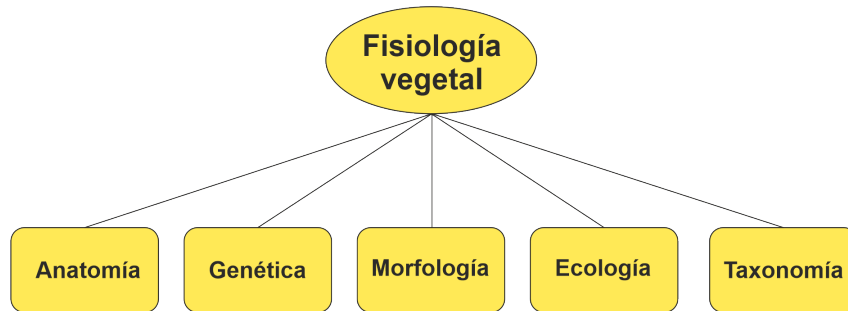 Fisiología
vegetal
Anatomía
Genética
Morfología
Ecología
Taxonomía